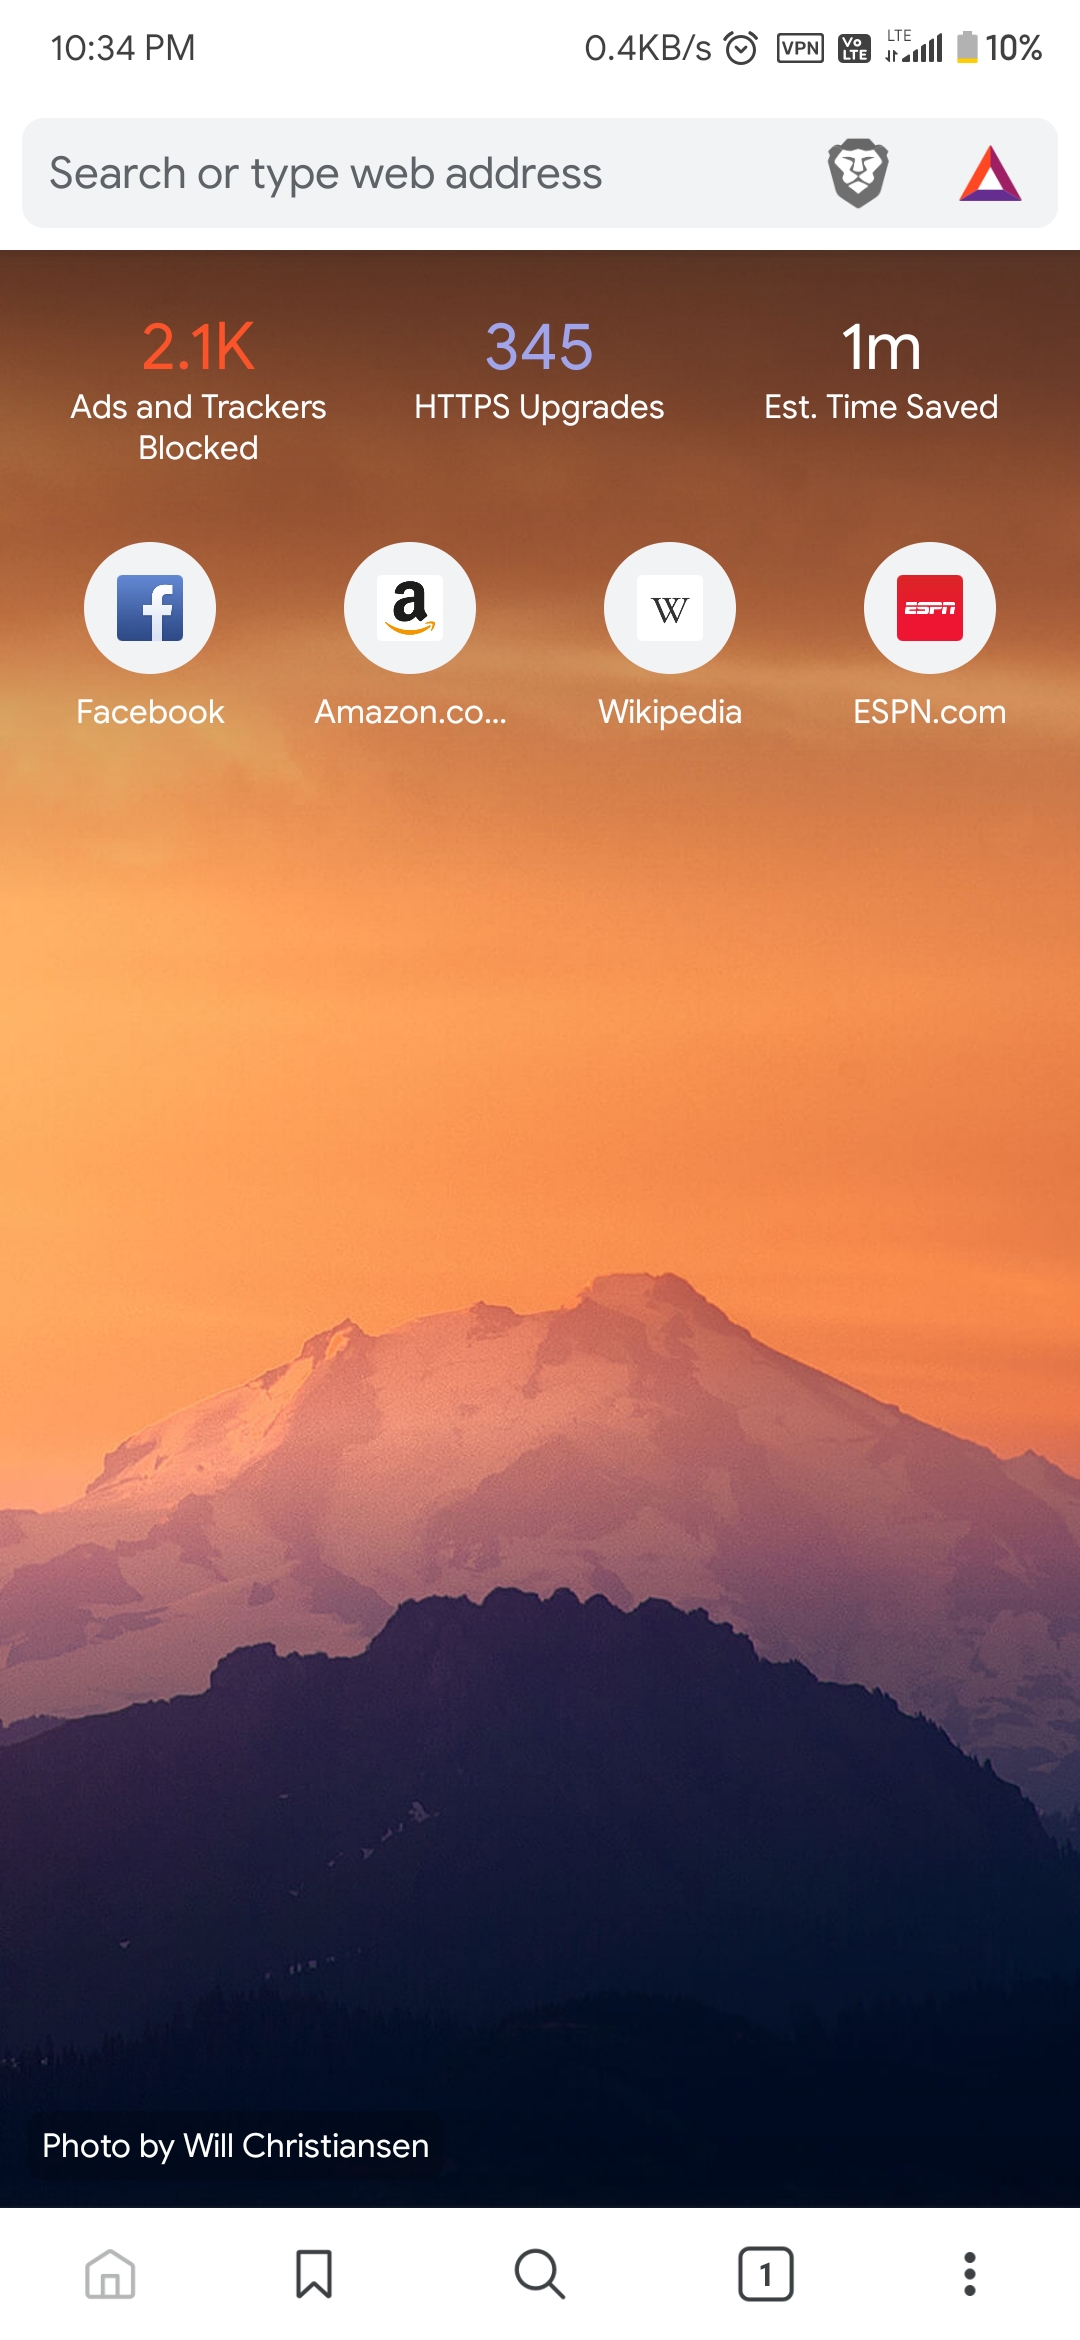 10:34 PM 0.4KB/s VPN Vo LTE LTE 10%
Search or type web address
2.1K 345 1m
Ads and Trackers HTTPS Upgrades Est. Time Saved
Blocked
f a W ESPN
Facebook Amazon.co... Wikipedia ESPN.com
Photo by Will Christiansen
1